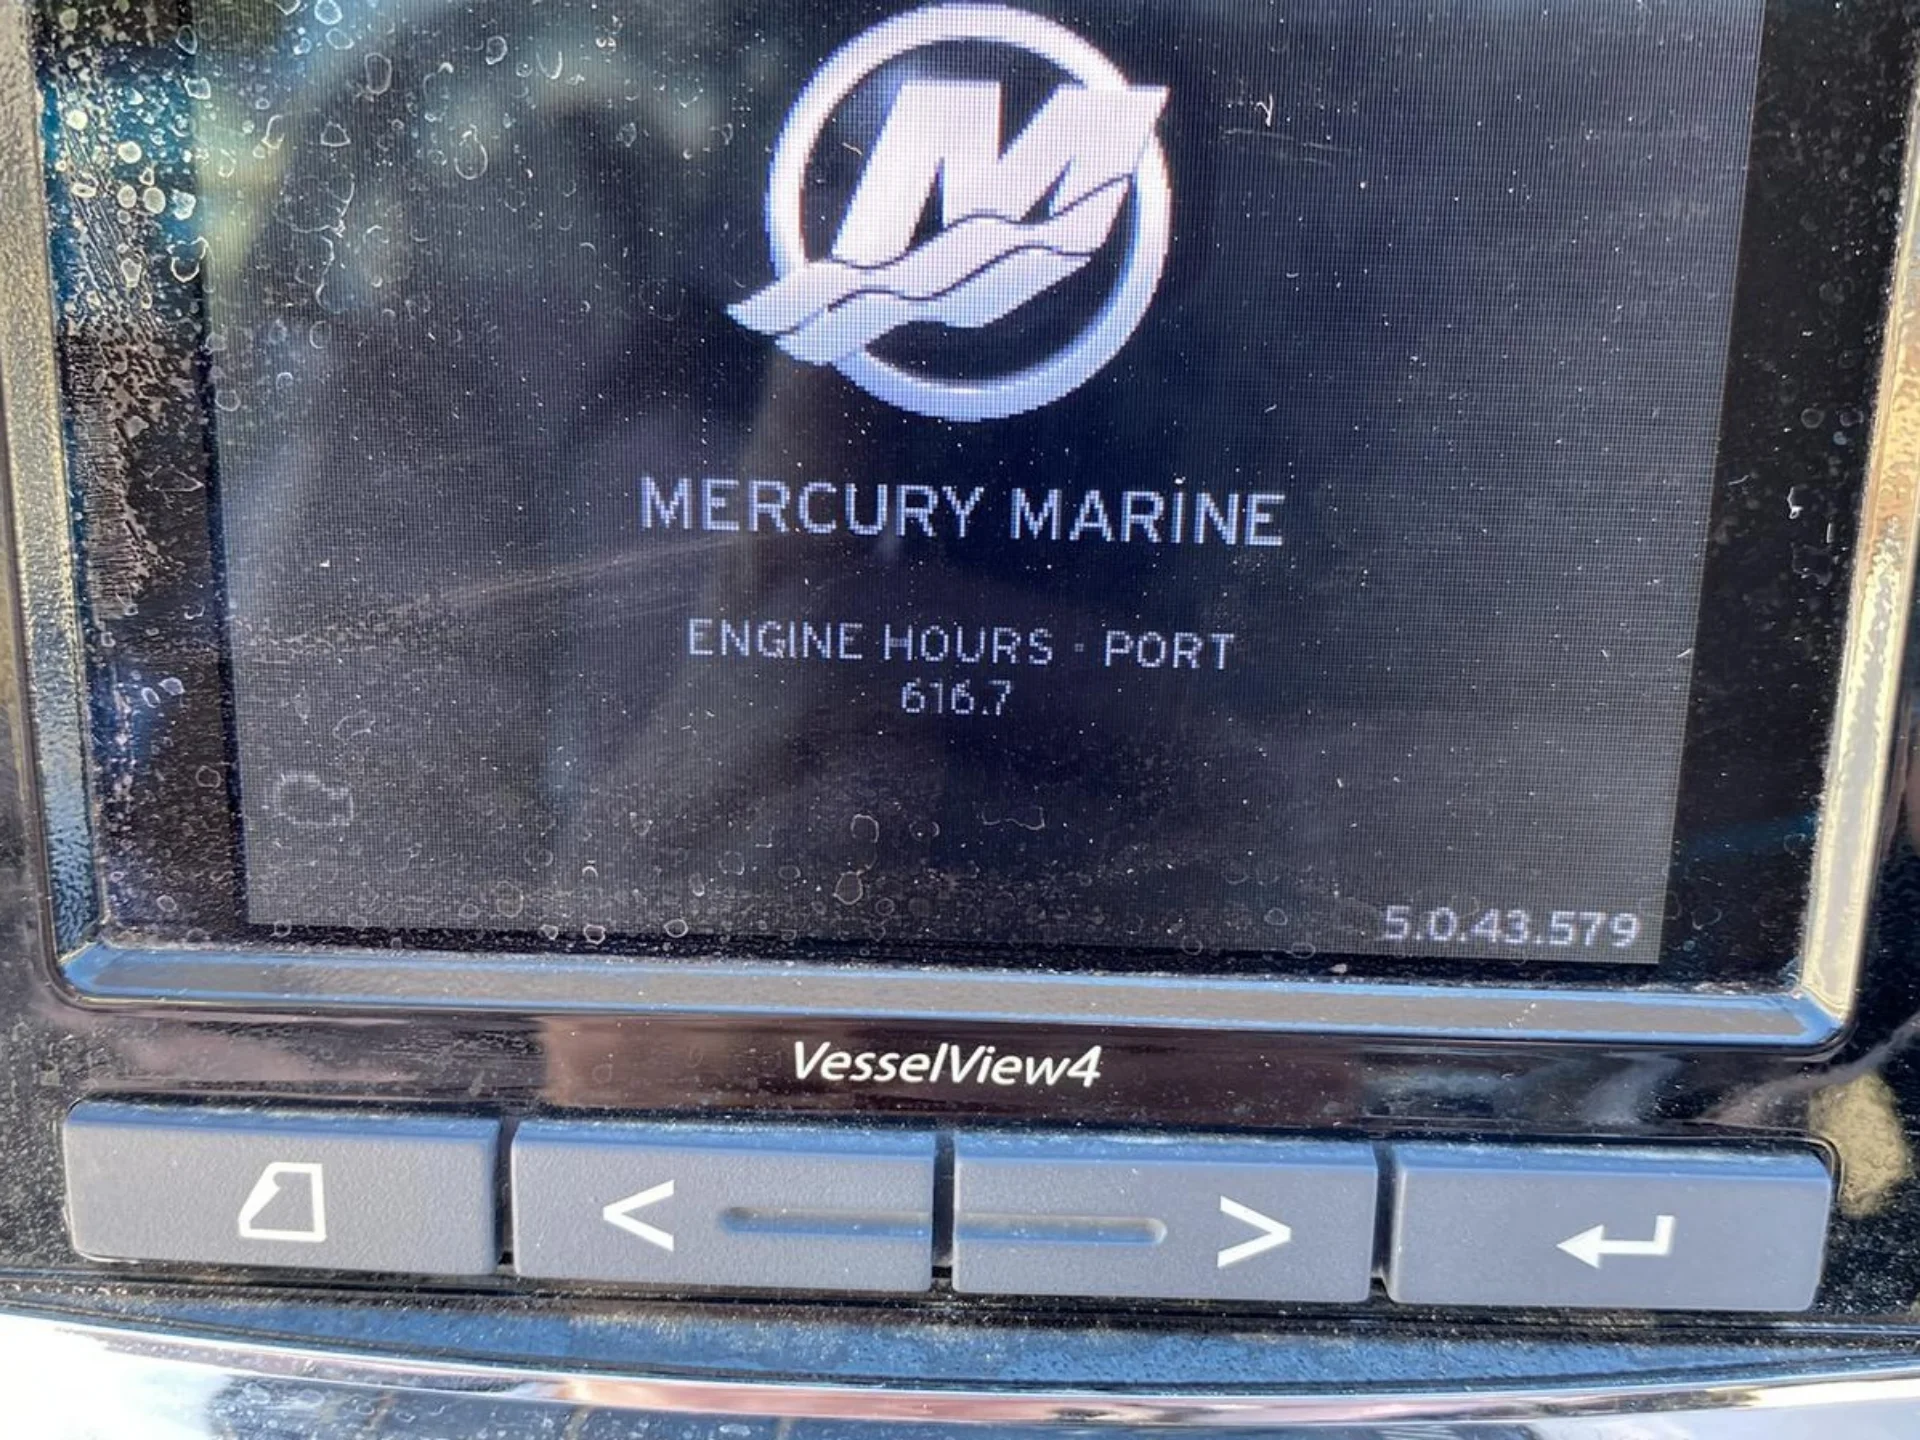 MERCURY MARINE
ENGINE HOURS - PORT
616.7
5.0.43.579
VesselView4